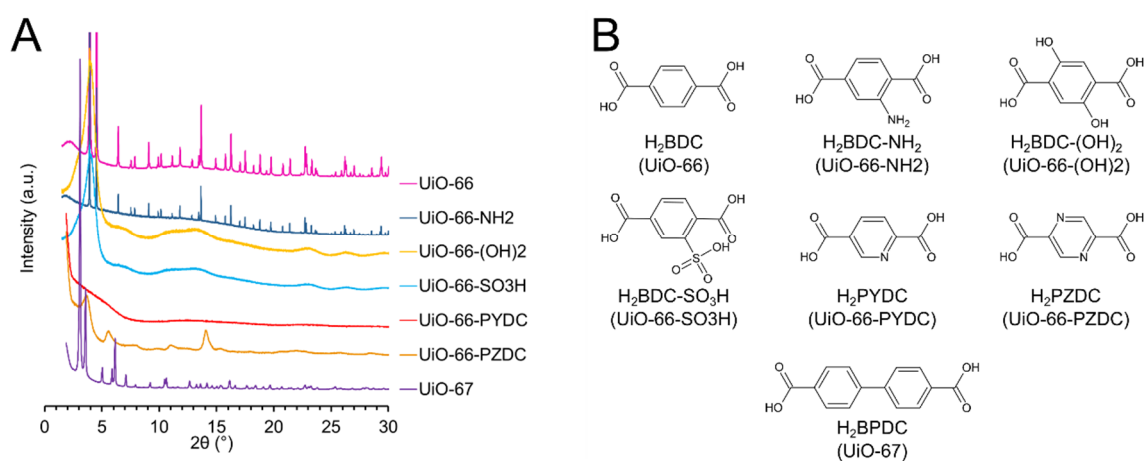 A
Intensity (a.u.)
UiO-66
UiO-66-NH2
UiO-66-(OH)2
UiO-66-SO3H
UiO-66-PYDC
UiO-66-PZDC
UiO-67
0 5 10 15 20 25 30
2θ (°)
B
O OH
HO O
H₂BDC
(UiO-66)
O OH
HO NH₂ O
H₂BDC-NH₂
(UiO-66-NH2)
HO
O OH
HO O
OH
H₂BDC-(OH)₂
(UiO-66-(OH)2)
O OH
HO OH O
O S
O
H₂BDC-SO₃H
(UiO-66-SO3H)
O OH
HO N O
H₂PYDC
(UiO-66-PYDC)
O N OH
HO N O
H₂PZDC
(UiO-66-PZDC)
O OH
HO O
H₂BPDC
(UiO-67)